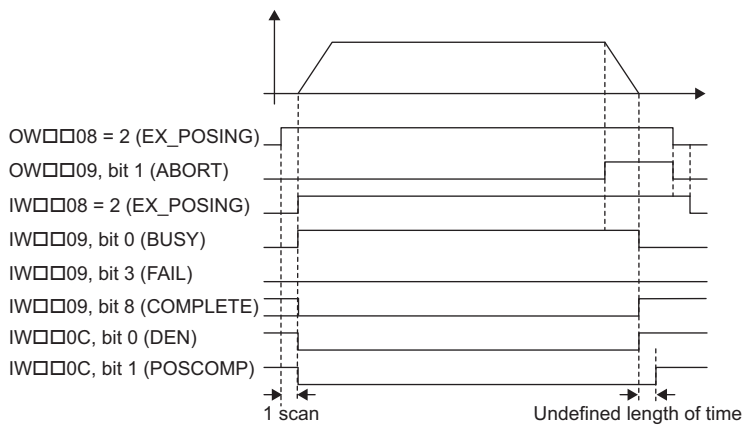 OW□□08 = 2 (EX_POSING)
OW□□09, bit 1 (ABORT)
IW□□08 = 2 (EX_POSING)
IW□□09, bit 0 (BUSY)
IW□□09, bit 3 (FAIL)
IW□□09, bit 8 (COMPLETE)
IW□□0C, bit 0 (DEN)
IW□□0C, bit 1 (POSCOMP)
1 scan
Undefined length of time